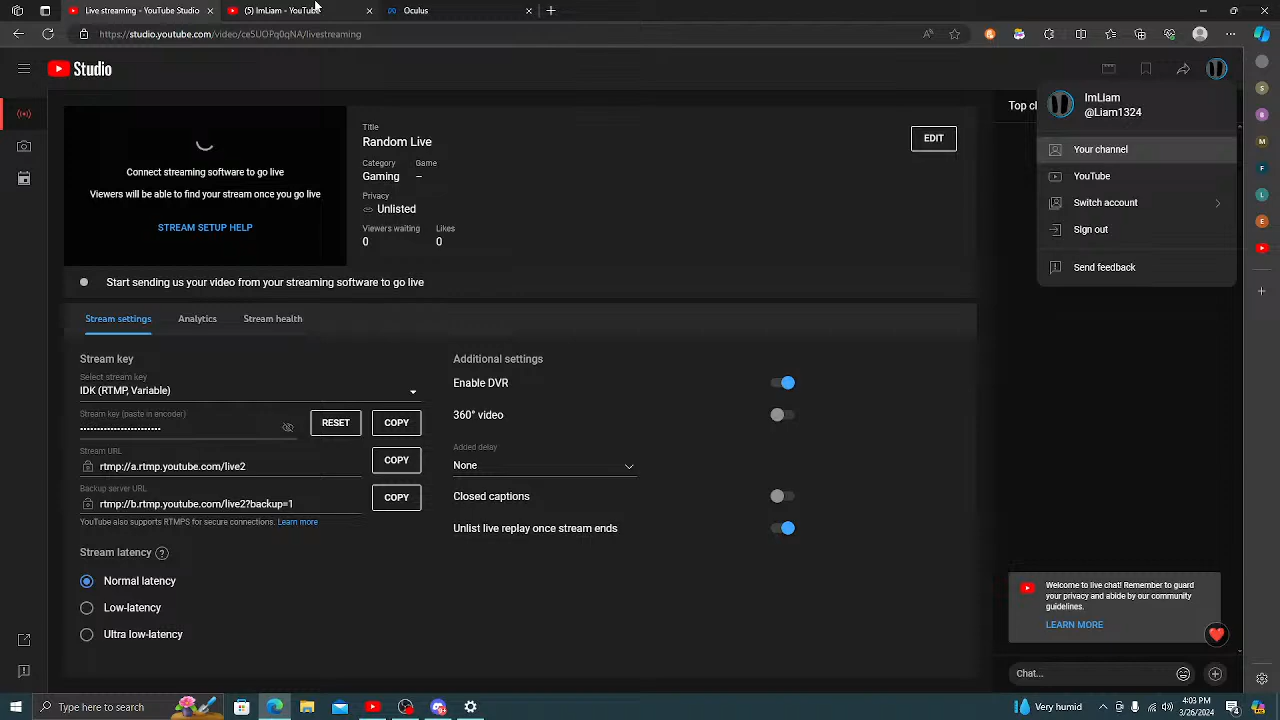 Live streaming - YouTube Studio
(5) ImLiam - YouTube
Oculus
https://studio.youtube.com/video/ce5UOPq0qNA/livestreaming
Studio
Connect streaming software to go live
Viewers will be able to find your stream once you go live
STREAM SETUP HELP
Title
Random Live
Category
Game
Gaming
–
Privacy
Unlisted
Viewers waiting
Likes
0
0
EDIT
Top ch
ImLiam
@Liam1324
Your channel
YouTube
Switch account
Sign out
Send feedback
Start sending us your video from your streaming software to go live
Stream settings
Analytics
Stream health
Stream key
Select stream key
IDK (RTMP, Variable)
Stream key (paste in encoder)
••••••••••••••••••••••••
RESET
COPY
Stream URL
rtmp://a.rtmp.youtube.com/live2
COPY
Backup server URL
rtmp://b.rtmp.youtube.com/live2?backup=1
COPY
YouTube also supports RTMPS for secure connections. Learn more
Stream latency
Normal latency
Low-latency
Ultra low-latency
Additional settings
Enable DVR
360° video
Added delay
None
Closed captions
Unlist live replay once stream ends
Welcome to live chat! Remember to guard
your privacy and abide by our community
guidelines.
LEARN MORE
Chat...
S
B
M
F
L
E
Type here to search
Very humid
4:09 PM
3/26/2024